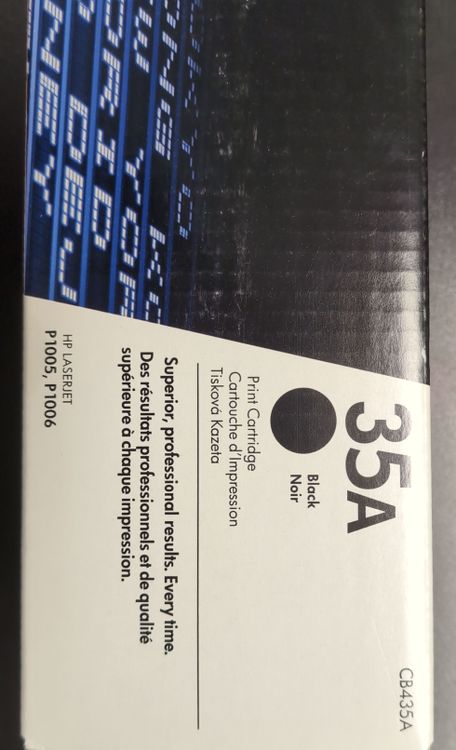 CB435A
35A
Black
Noir
Print Cartridge
Cartouche d'Impression
Tisková Kazeta
Superior, professional results. Every time.
Des résultats professionnels et de qualité
supérieure à chaque impression.
HP LASERJET
P1005, P1006